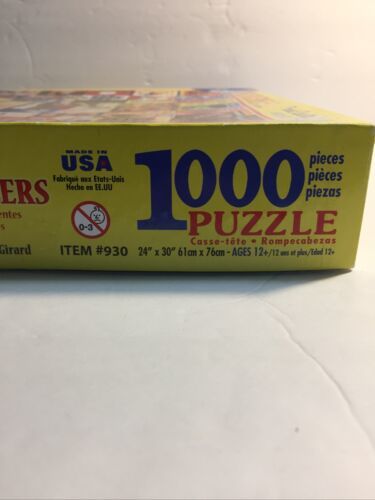 ERS
Girard
MADE IN
USA
Fabriqué aux Etats-Unis
Hecho en EE.UU
0-3
ITEM #930
1000
pieces
pièces
piezas
PUZZLE
Casse-tête • Rompecabezas
24" x 30" 61cm x 76cm - AGES 12+/12 ans et plus/Edad 12+